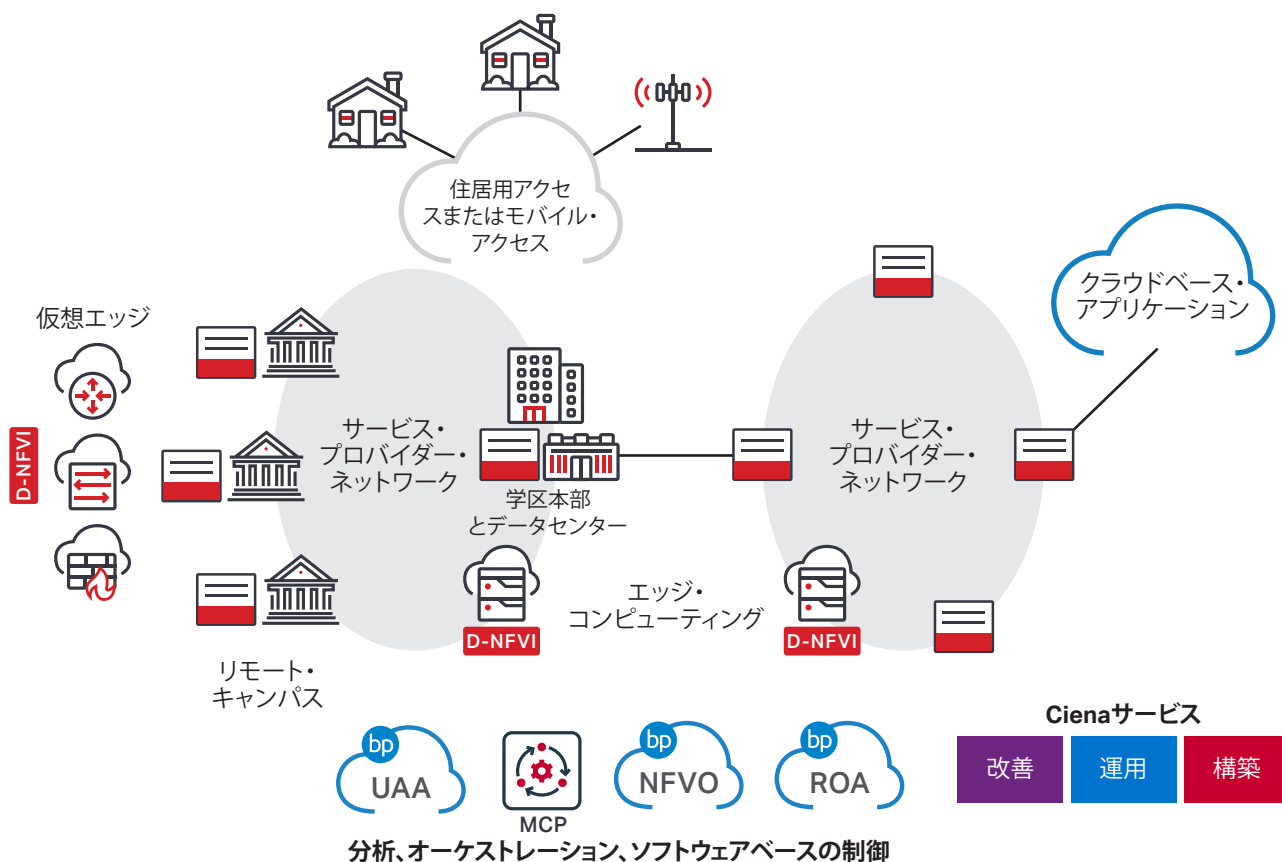 住居用アクセ
スまたはモバイル・
アクセス
クラウドベース・
アプリケーション
仮想エッジ
D-NFVI
サービス・
プロバイダー・
ネットワーク
学区本部
とデータセンター
サービス・
プロバイダー・
ネットワーク
D-NFVI
エッジ・
コンピューティング
D-NFVI
リモート・
キャンパス
bp
UAA
MCP
bp
NFVO
bp
ROA
分析、オーケストレーション、ソフトウェアベースの制御
Cienaサービス
改善
運用
構築